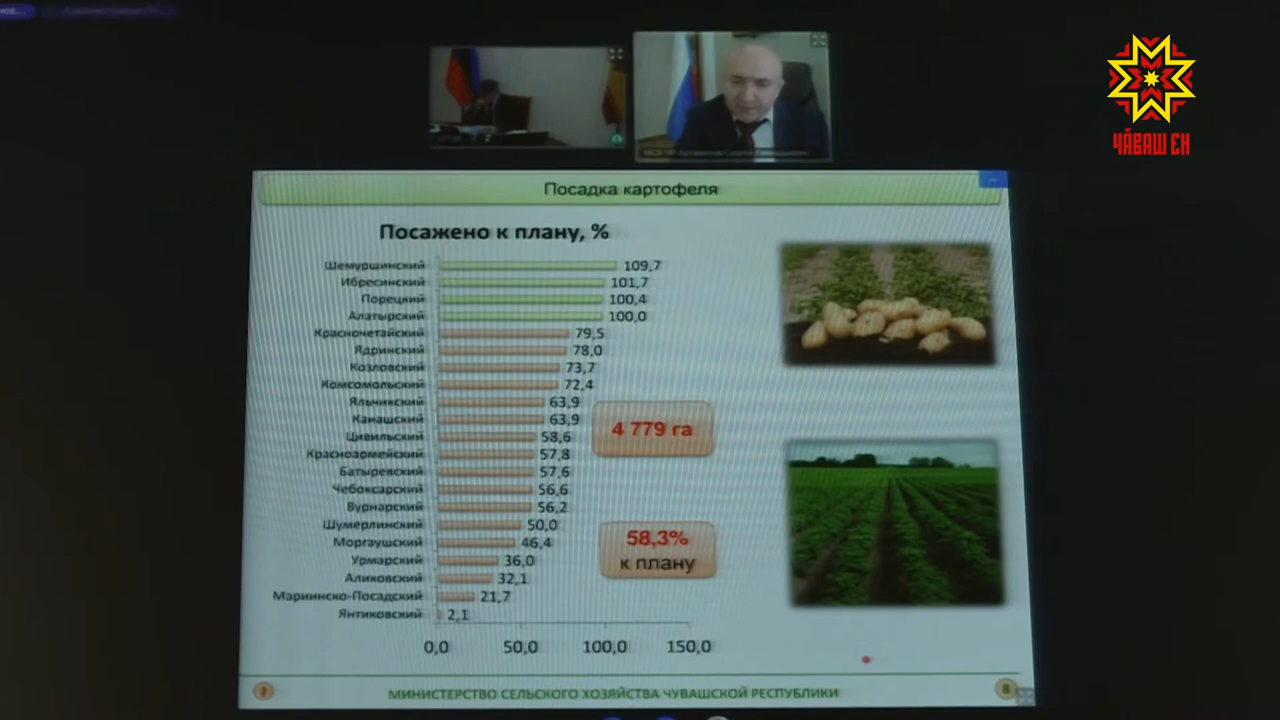 ЧӐВАШ ЕН
Посадка картофеля
Посажено к плану, %
Шемуршинский 109,7
Ибресинский 101,7
Порецкий 100,4
Алатырский 100,0
Красночетайский 79,5
Ядринский 78,0
Козловский 73,7
Комсомольский 72,4
Яльчикский 63,9
Канашский 63,9
Цивильский 58,6
Красноармейский 57,8
Батыревский 57,6
Чебоксарский 56,6
Вурнарский 56,2
Шумерлинский 50,0
Моргаушский 46,4
Урмарский 36,0
Аликовский 32,1
Мариинско-Посадский 21,7
Янтиковский 2,1
0,0 50,0 100,0 150,0
4 779 га
58,3%
к плану
МИНИСТЕРСТВО СЕЛЬСКОГО ХОЗЯЙСТВА ЧУВАШСКОЙ РЕСПУБЛИКИ
8